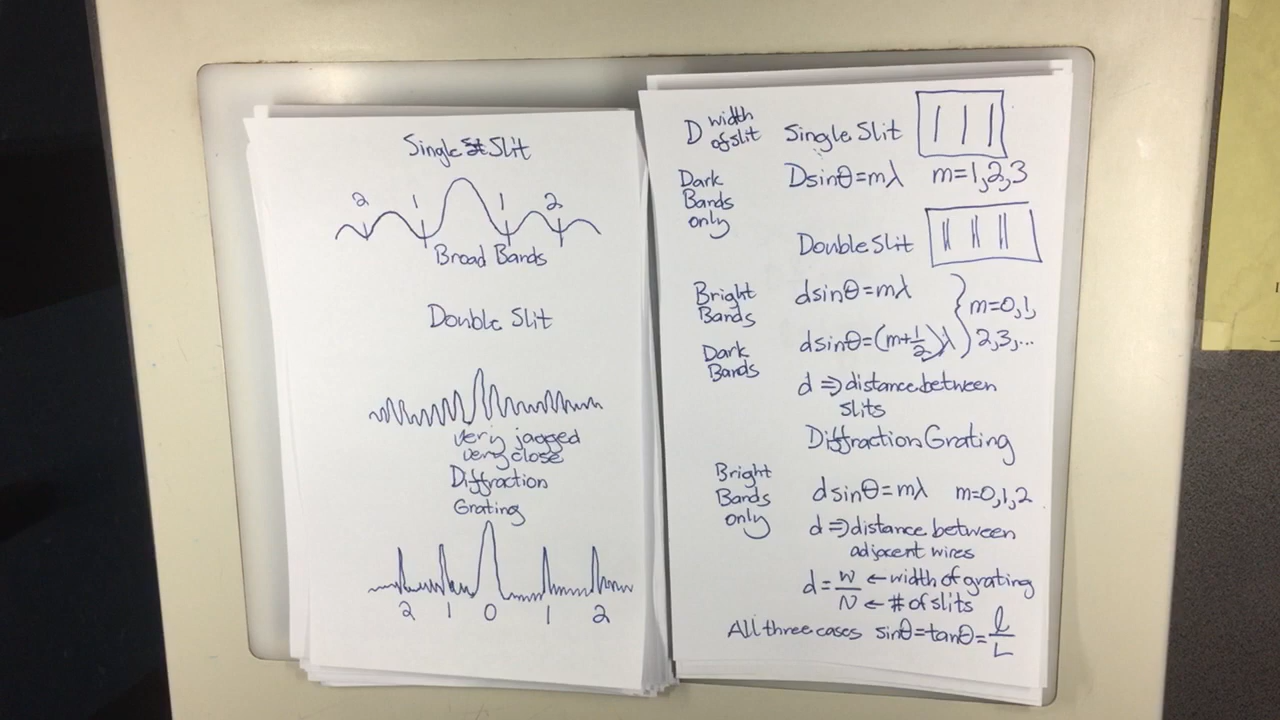 Single St Slit
2 1 1 2
Broad Bands
Double Slit
very jagged
very close
Diffraction
Grating
2 1 0 1 2
D width of slit
Single Slit
Dark Bands only
Dsinθ=mλ m=1,2,3
Double Slit
Bright Bands
dsinθ=mλ
Dark Bands
dsinθ=(m+1/2)λ
} m=0,1,
2,3,...
d ⇒ distance between
slits
Diffraction Grating
Bright
Bands
only
dsinθ=mλ m=0,1,2
d ⇒ distance between
adjacent wires
d = W/N
← width of grating
← # of slits
All three cases sinθ=tanθ=l/L